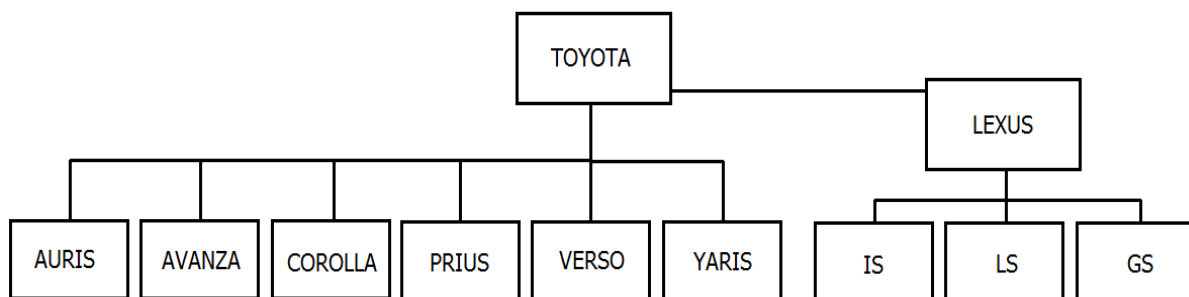 TOYOTA
LEXUS
AURIS
AVANZA
COROLLA
PRIUS
VERSO
YARIS
IS
LS
GS